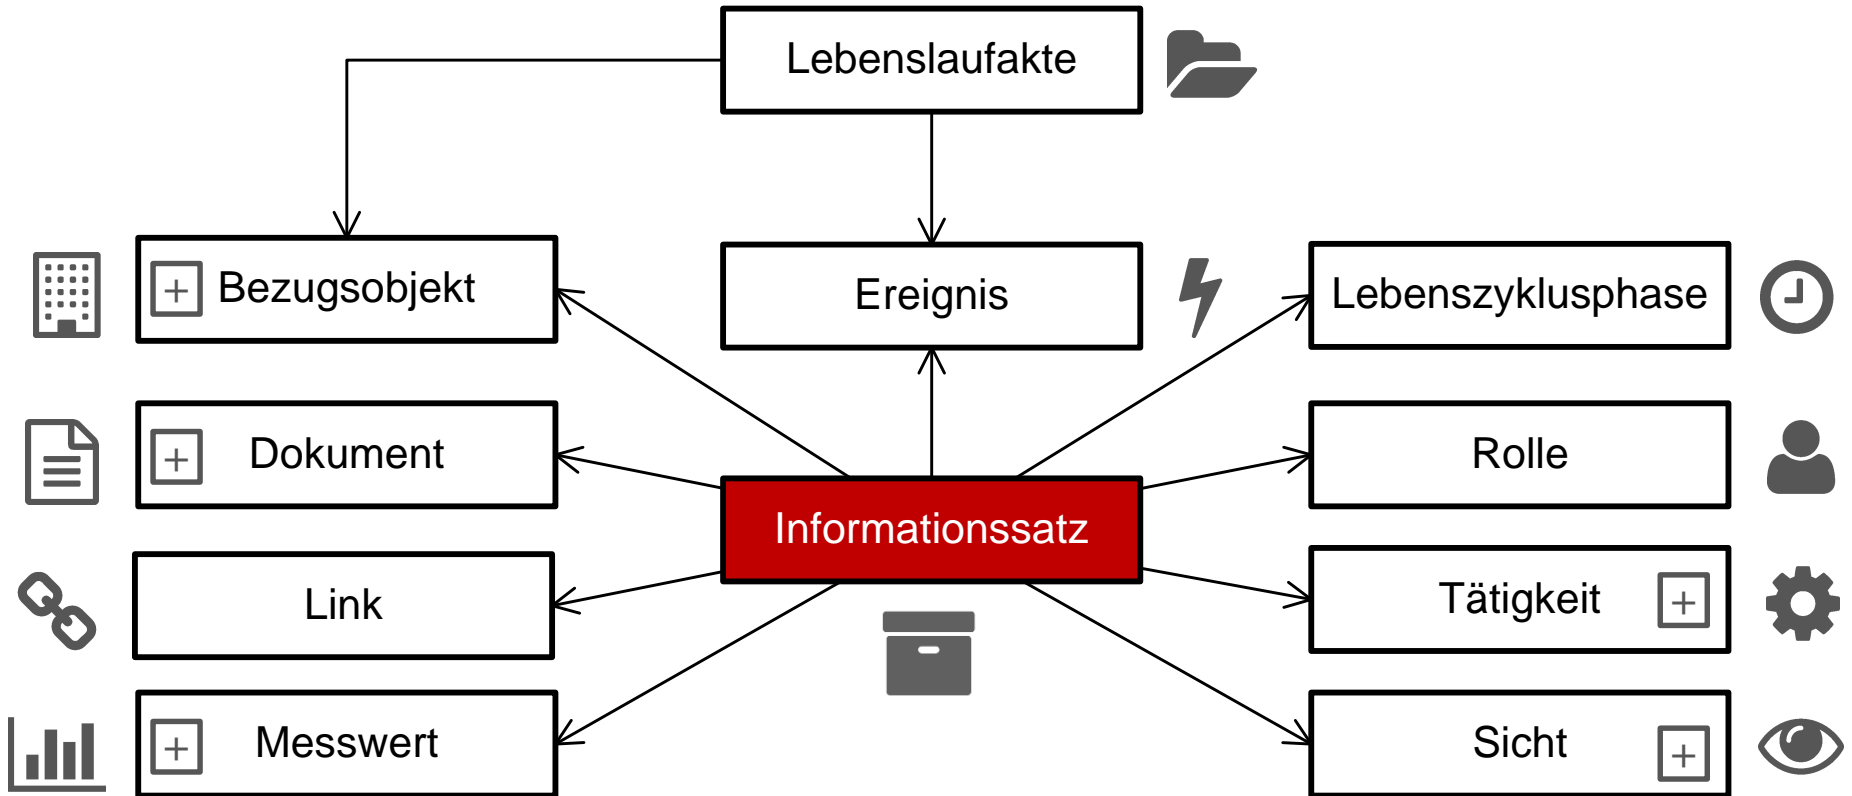 Lebenslaufakte
+ Bezugsobjekt
Ereignis
Lebenszyklusphase
+ Dokument
Rolle
Informationssatz
Link
Tätigkeit +
+ Messwert
Sicht +